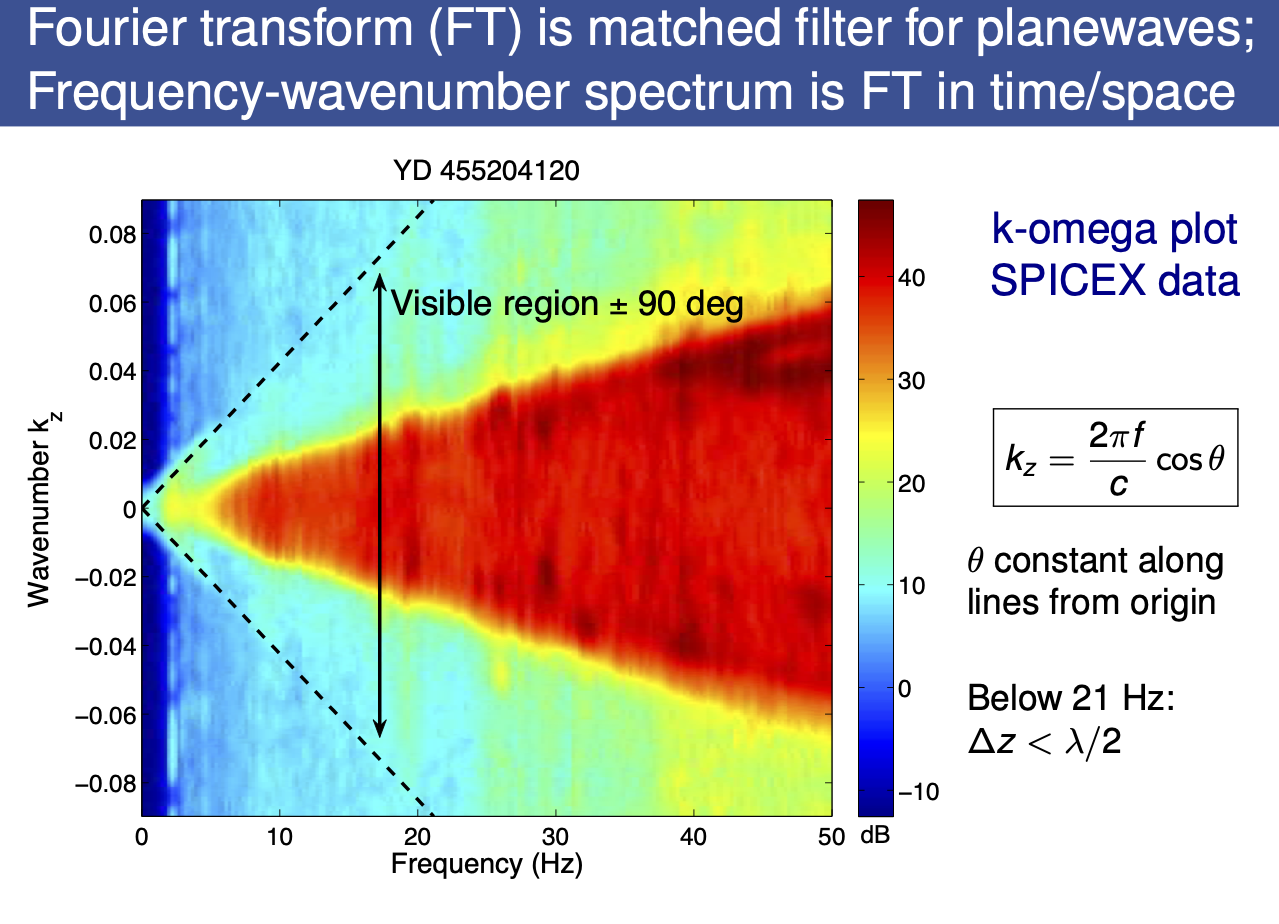 Fourier transform (FT) is matched filter for planewaves;
Frequency-wavenumber spectrum is FT in time/space
YD 455204120
k-omega plot
SPICEX data
Visible region ± 90 deg
Wavenumber k_z
0.08
0.06
0.04
0.02
0
−0.02
−0.04
−0.06
−0.08
0
10
20
30
40
50
Frequency (Hz)
40
30
20
10
0
−10
dB
k_z = 2πf/c cos θ
θ constant along
lines from origin
Below 21 Hz:
Δz < λ/2